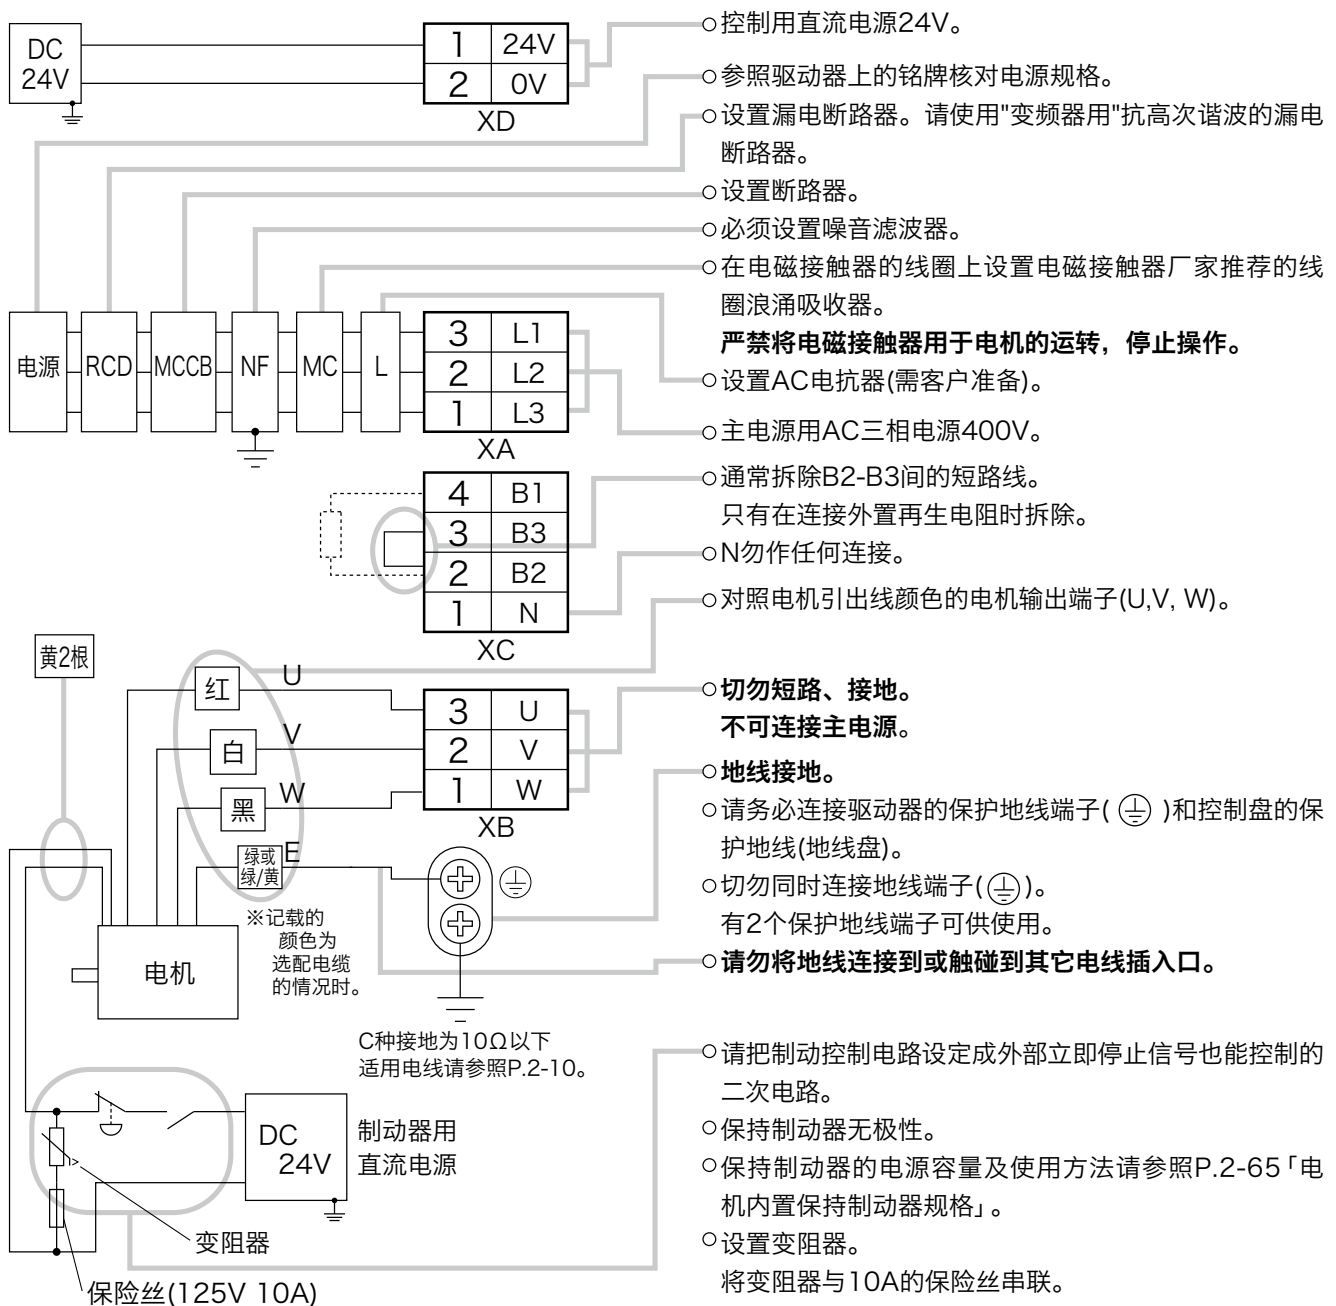 DC
24V
1 24V
2 0V
XD
控制用直流电源24V。
参照驱动器上的铭牌核对电源规格。
设置漏电断路器。请使用"变频器用"抗高次谐波的漏电
断路器。
设置断路器。
必须设置噪音滤波器。
在电磁接触器的线圈上设置电磁接触器厂家推荐的线
圈浪涌吸收器。
严禁将电磁接触器用于电机的运转，停止操作。
设置AC电抗器(需客户准备)。
主电源用AC三相电源400V。
电源 RCD MCCB NF MC L
3 L1
2 L2
1 L3
XA
通常拆除B2-B3间的短路线。
只有在连接外置再生电阻时拆除。
N勿作任何连接。
对照电机引出线颜色的电机输出端子(U,V, W)。
4 B1
3 B3
2 B2
1 N
XC
黄2根
红 U
白 V
黑 W
绿或
绿/黄
E
3 U
2 V
1 W
XB
切勿短路、接地。
不可连接主电源。
地线接地。
请务必连接驱动器的保护地线端子( )和控制盘的保
护地线(地线盘)。
切勿同时连接地线端子( )。
有2个保护地线端子可供使用。
请勿将地线连接到或触碰到其它电线插入口。
※记载的
颜色为
选配电缆
的情况时。
电机
C种接地为10Ω以下
适用电线请参照P.2-10。
请把制动控制电路设定成外部立即停止信号也能控制的
二次电路。
保持制动器无极性。
保持制动器的电源容量及使用方法请参照P.2-65「电
机内置保持制动器规格」。
设置变阻器。
将变阻器与10A的保险丝串联。
DC
24V
制动器用
直流电源
变阻器
保险丝(125V 10A)